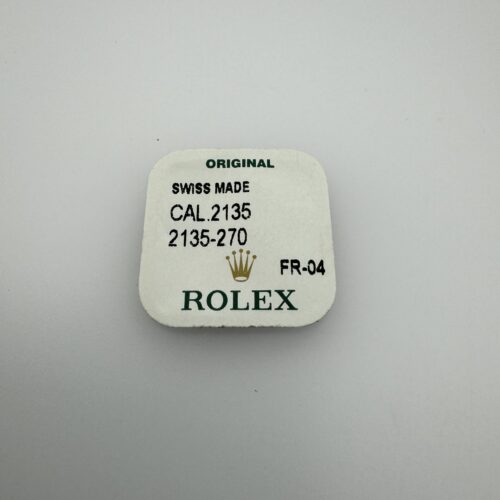 ORIGINAL
SWISS MADE
CAL.2135
2135-270
FR-04
ROLEX